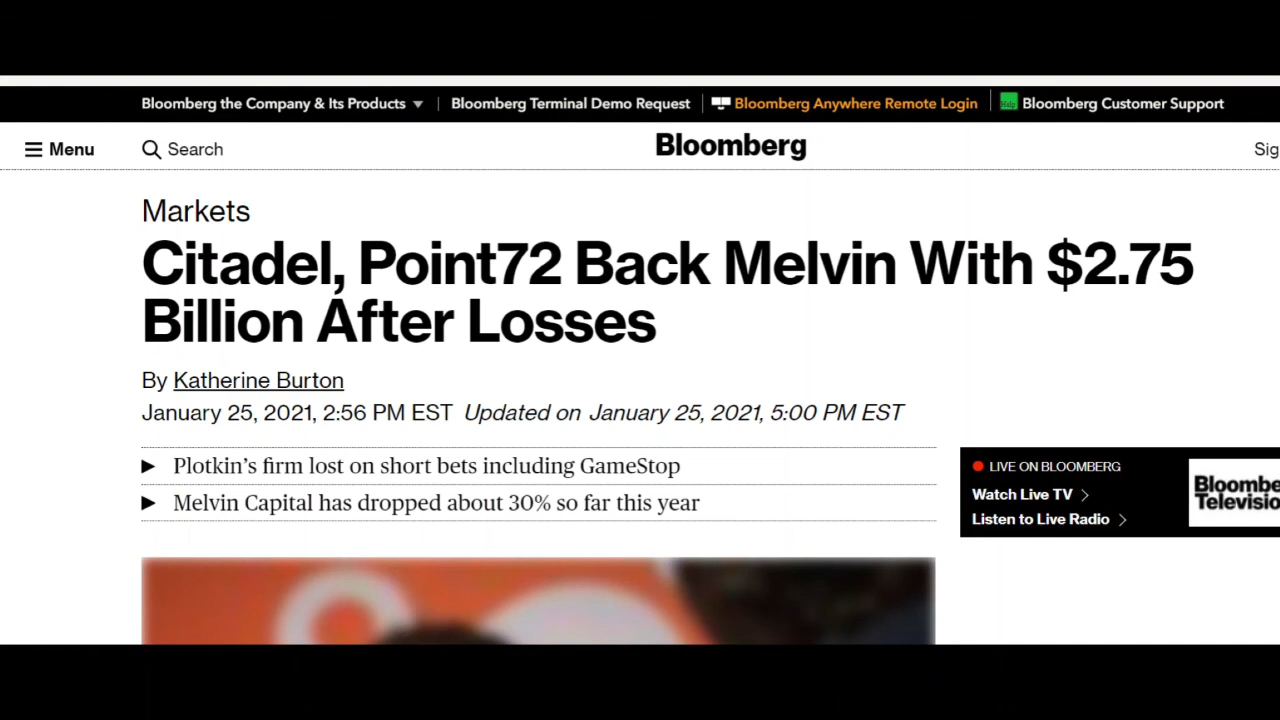 Bloomberg the Company & Its Products Bloomberg Terminal Demo Request Bloomberg Anywhere Remote Login Help Bloomberg Customer Support
Menu Search Bloomberg
Markets
Citadel, Point72 Back Melvin With $2.75
Billion After Losses
By Katherine Burton
January 25, 2021, 2:56 PM EST Updated on January 25, 2021, 5:00 PM EST
Plotkin's firm lost on short bets including GameStop
Melvin Capital has dropped about 30% so far this year
LIVE ON BLOOMBERG
Watch Live TV
Listen to Live Radio